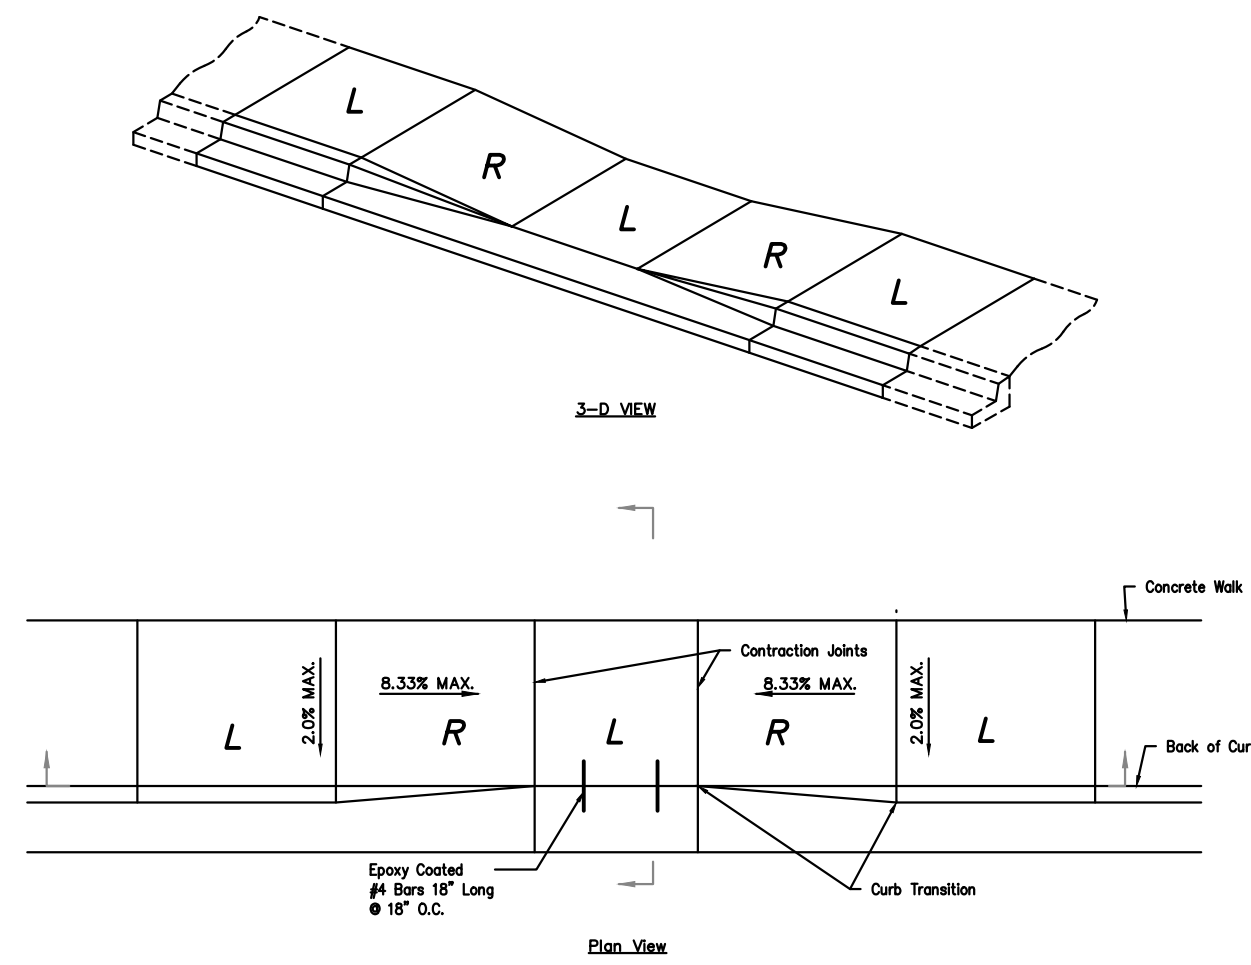 L
R
L
R
L
3-D VIEW
Concrete Walk
Contraction Joints
2.0% MAX.
8.33% MAX.
8.33% MAX.
2.0% MAX.
L
R
L
R
L
Back of Cur
Epoxy Coated
#4 Bars 18" Long
@ 18" O.C.
Curb Transition
Plan View